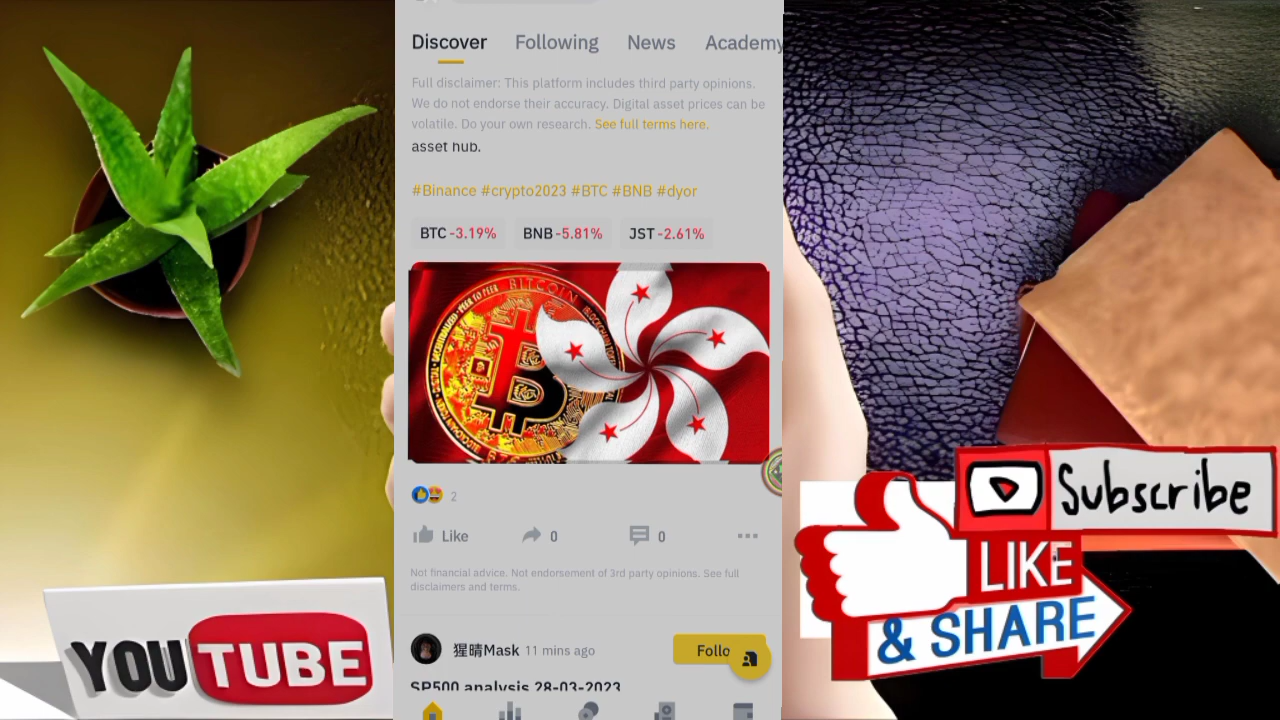 Discover Following News Academy
Full disclaimer: This platform includes third party opinions.
We do not endorse their accuracy. Digital asset prices can be
volatile. Do your own research. See full terms here.
asset hub.
#Binance #crypto2023 #BTC #BNB #dyor
BTC -3.19% BNB -5.81% JST -2.61%
BITCOIN
2
Like 0 0
Not financial advice. Not endorsement of 3rd party opinions. See full
disclaimers and terms.
猩晴Mask 11 mins ago
Follo
SP500 analysis 28-03-2023
YOUTUBE
Subscribe
LIKE
& SHARE